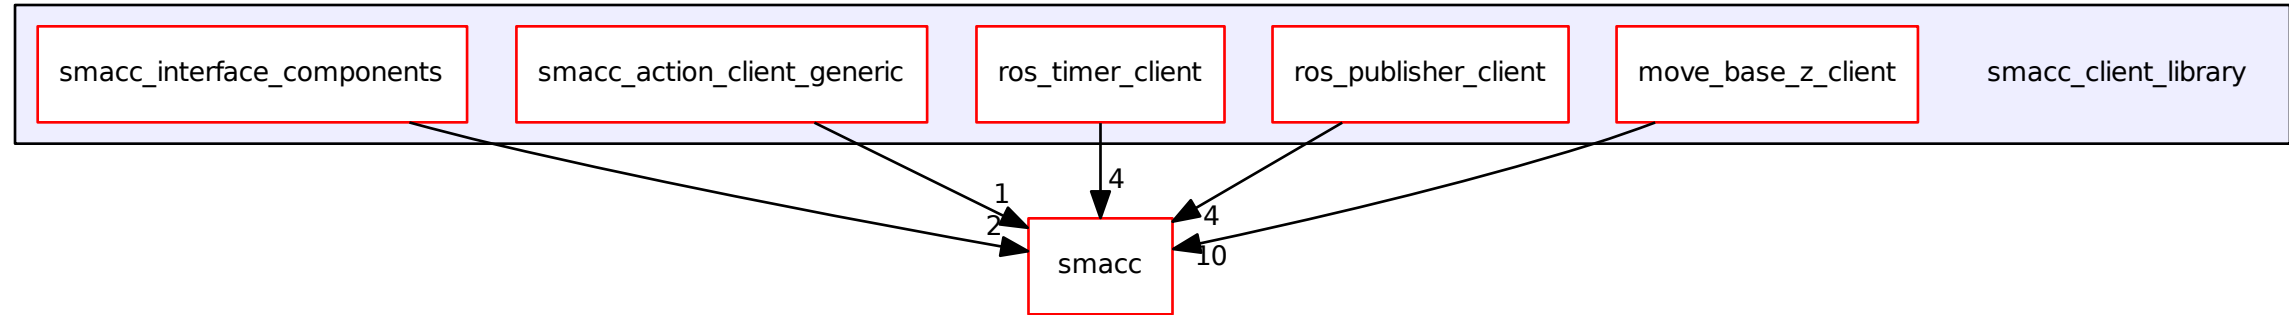 smacc_interface_components
smacc_action_client_generic
ros_timer_client
ros_publisher_client
move_base_z_client
smacc_client_library
1
2
4
4
10
smacc